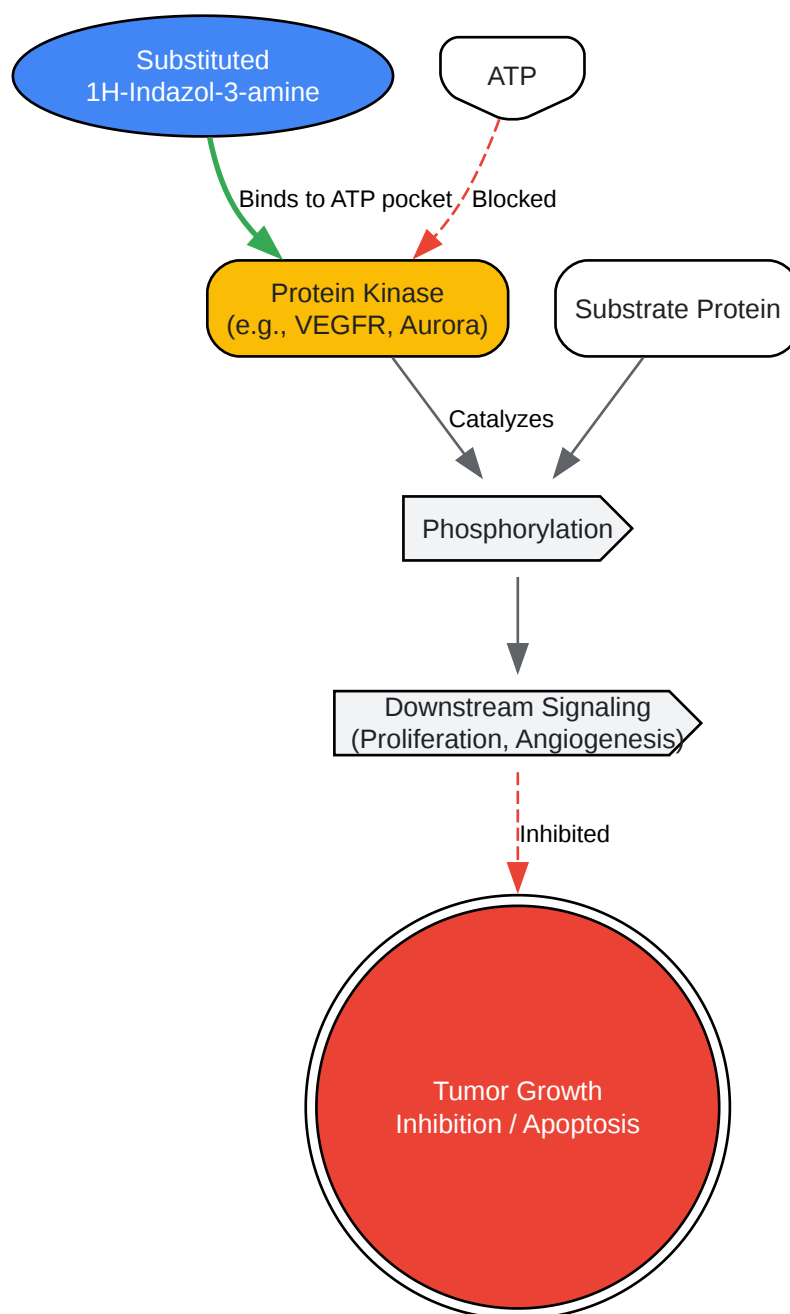 Substituted
1H-Indazol-3-amine
ATP
Binds to ATP pocket
Blocked
Protein Kinase
(e.g., VEGFR, Aurora)
Substrate Protein
Catalyzes
Phosphorylation
Downstream Signaling
(Proliferation, Angiogenesis)
Inhibited
Tumor Growth
Inhibition / Apoptosis